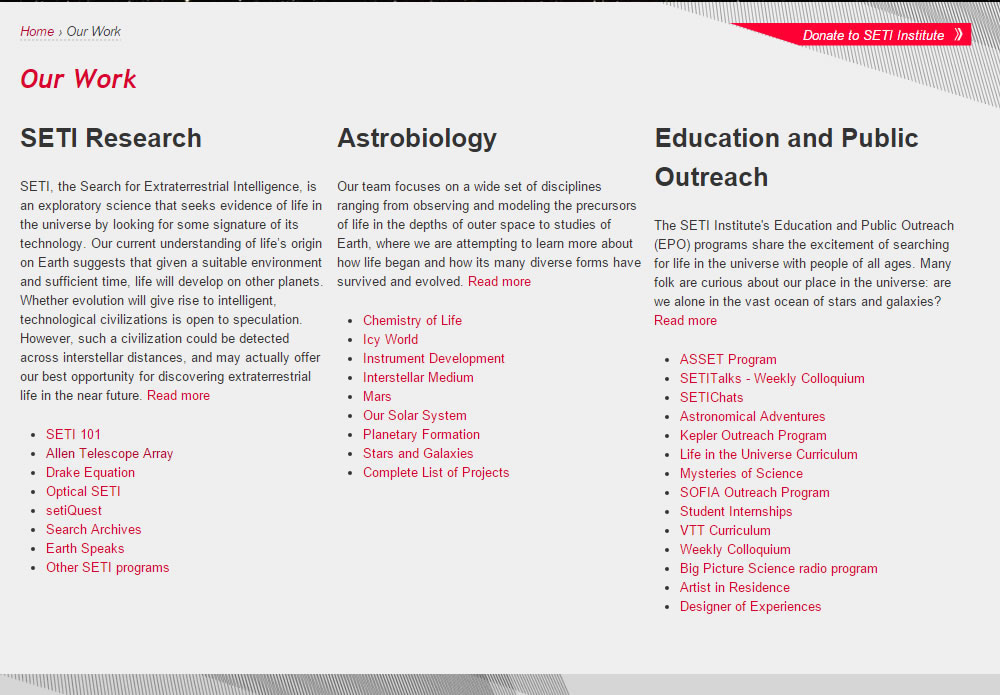 Home › Our Work
Donate to SETI Institute »
Our Work
SETI Research
SETI, the Search for Extraterrestrial Intelligence, is
an exploratory science that seeks evidence of life in
the universe by looking for some signature of its
technology. Our current understanding of life's origin
on Earth suggests that given a suitable environment
and sufficient time, life will develop on other planets.
Whether evolution will give rise to intelligent,
technological civilizations is open to speculation.
However, such a civilization could be detected
across interstellar distances, and may actually offer
our best opportunity for discovering extraterrestrial
life in the near future. Read more
• SETI 101
• Allen Telescope Array
• Drake Equation
• Optical SETI
• setiQuest
• Search Archives
• Earth Speaks
• Other SETI programs
Astrobiology
Our team focuses on a wide set of disciplines
ranging from observing and modeling the precursors
of life in the depths of outer space to studies of
Earth, where we are attempting to learn more about
how life began and how its many diverse forms have
survived and evolved. Read more
• Chemistry of Life
• Icy World
• Instrument Development
• Interstellar Medium
• Mars
• Our Solar System
• Planetary Formation
• Stars and Galaxies
• Complete List of Projects
Education and Public
Outreach
The SETI Institute's Education and Public Outreach
(EPO) programs share the excitement of searching
for life in the universe with people of all ages. Many
folk are curious about our place in the universe: are
we alone in the vast ocean of stars and galaxies?
Read more
• ASSET Program
• SETITalks - Weekly Colloquium
• SETIChats
• Astronomical Adventures
• Kepler Outreach Program
• Life in the Universe Curriculum
• Mysteries of Science
• SOFIA Outreach Program
• Student Internships
• VTT Curriculum
• Weekly Colloquium
• Big Picture Science radio program
• Artist in Residence
• Designer of Experiences